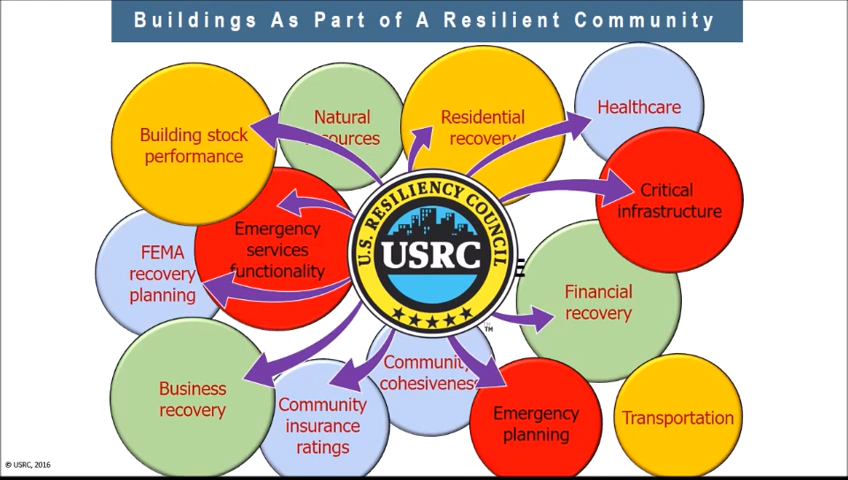 Buildings As Part of A Resilient Community
Building stock
performance
Natural
Residential
recovery
Healthcare
Critical
infrastructure
Emergency
services
functionality
FEMA
recovery
planning
U.S. RESILIENCY COUNCIL
USRC
TM
Financial
recovery
Business
recovery
Community
insurance
ratings
Community
cohesiveness
Emergency
planning
Transportation
© USRC, 2016